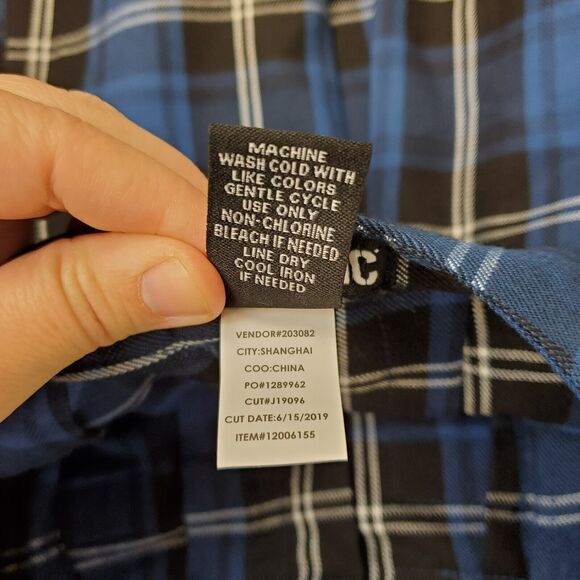 MACHINE
WASH COLD WITH
LIKE COLORS
GENTLE CYCLE
USE ONLY
NON-CHLORINE
BLEACH IF NEEDED
LINE DRY
COOL IRON
IF NEEDED
VENDOR#203082
CITY:SHANGHAI
COO:CHINA
PO#1289962
CUT#J19096
CUT DATE:6/15/2019
ITEM#12006155